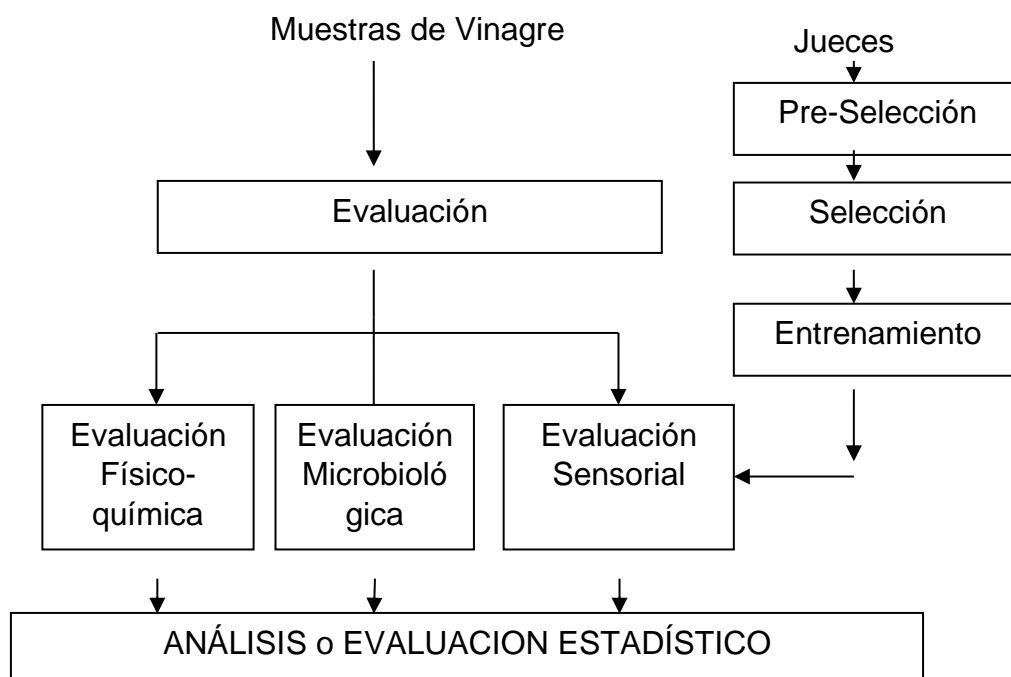 Muestras de Vinagre
Jueces
Pre-Selección
Evaluación
Selección
Entrenamiento
Evaluación
Físico-
química
Evaluación
Microbioló
gica
Evaluación
Sensorial
ANÁLISIS o EVALUACION ESTADÍSTICO